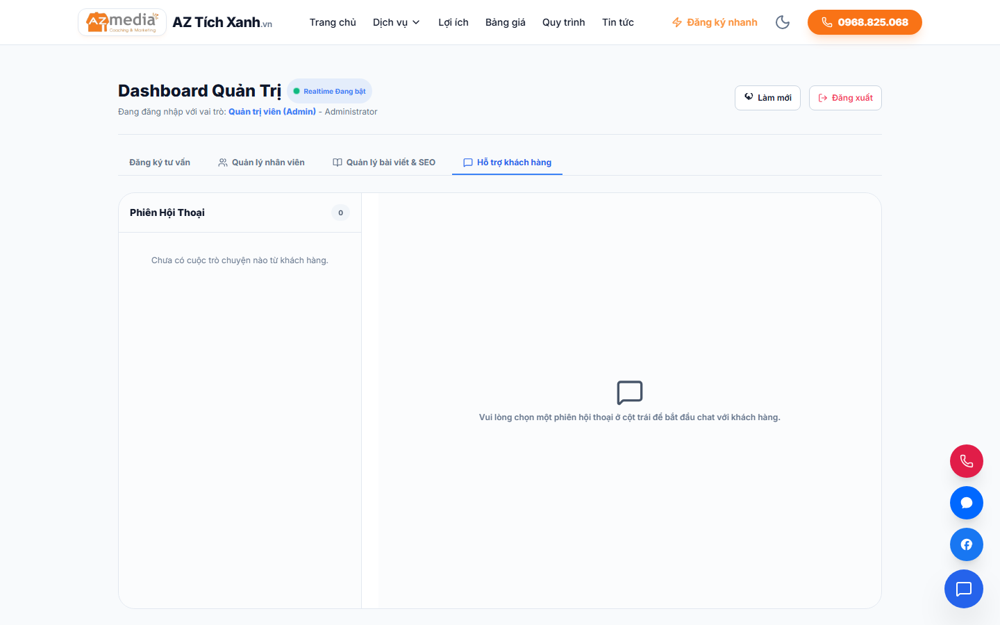 AZmedia
Coaching & Marketing
AZ Tích Xanh.vn
Trang chủ
Dịch vụ
Lợi ích
Bảng giá
Quy trình
Tin tức
Đăng ký nhanh
0968.825.068
Dashboard Quản Trị
Realtime Đang bật
Đang đăng nhập với vai trò: Quản trị viên (Admin) - Administrator
Làm mới
Đăng xuất
Đăng ký tư vấn
Quản lý nhân viên
Quản lý bài viết & SEO
Hỗ trợ khách hàng
Phiên Hội Thoại
0
Chưa có cuộc trò chuyện nào từ khách hàng.
Vui lòng chọn một phiên hội thoại ở cột trái để bắt đầu chat với khách hàng.